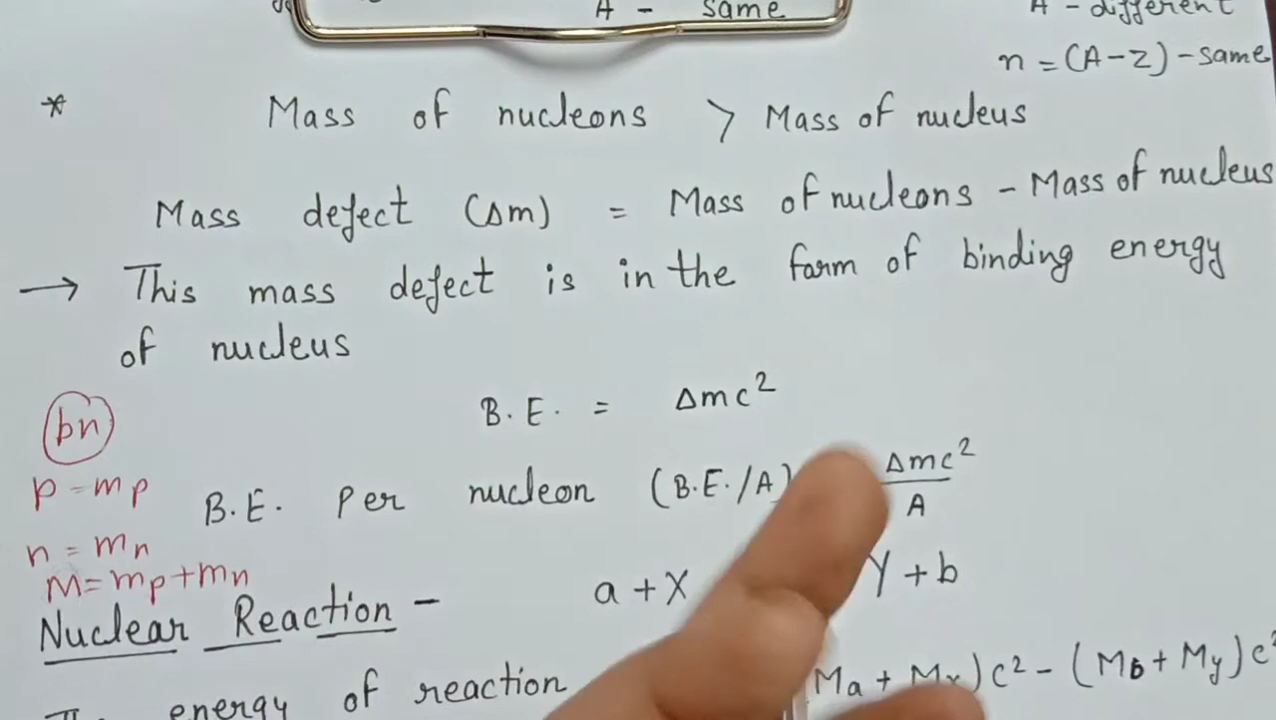 A - same
A - different
n = (A-Z) - same
* Mass of nucleons > Mass of nucleus
Mass defect (Δm) = Mass of nucleons - Mass of nucleus
→ This mass defect is in the form of binding energy
of nucleus
B.E. = Δmc²
bn
B.E. Per nucleon (B.E./A) Δmc²/A
p - mp
n = mn
M = mp + mn
Nuclear Reaction - a + X Y + b
energy of reaction Ma + Mx) c² - (Mb + My) c²